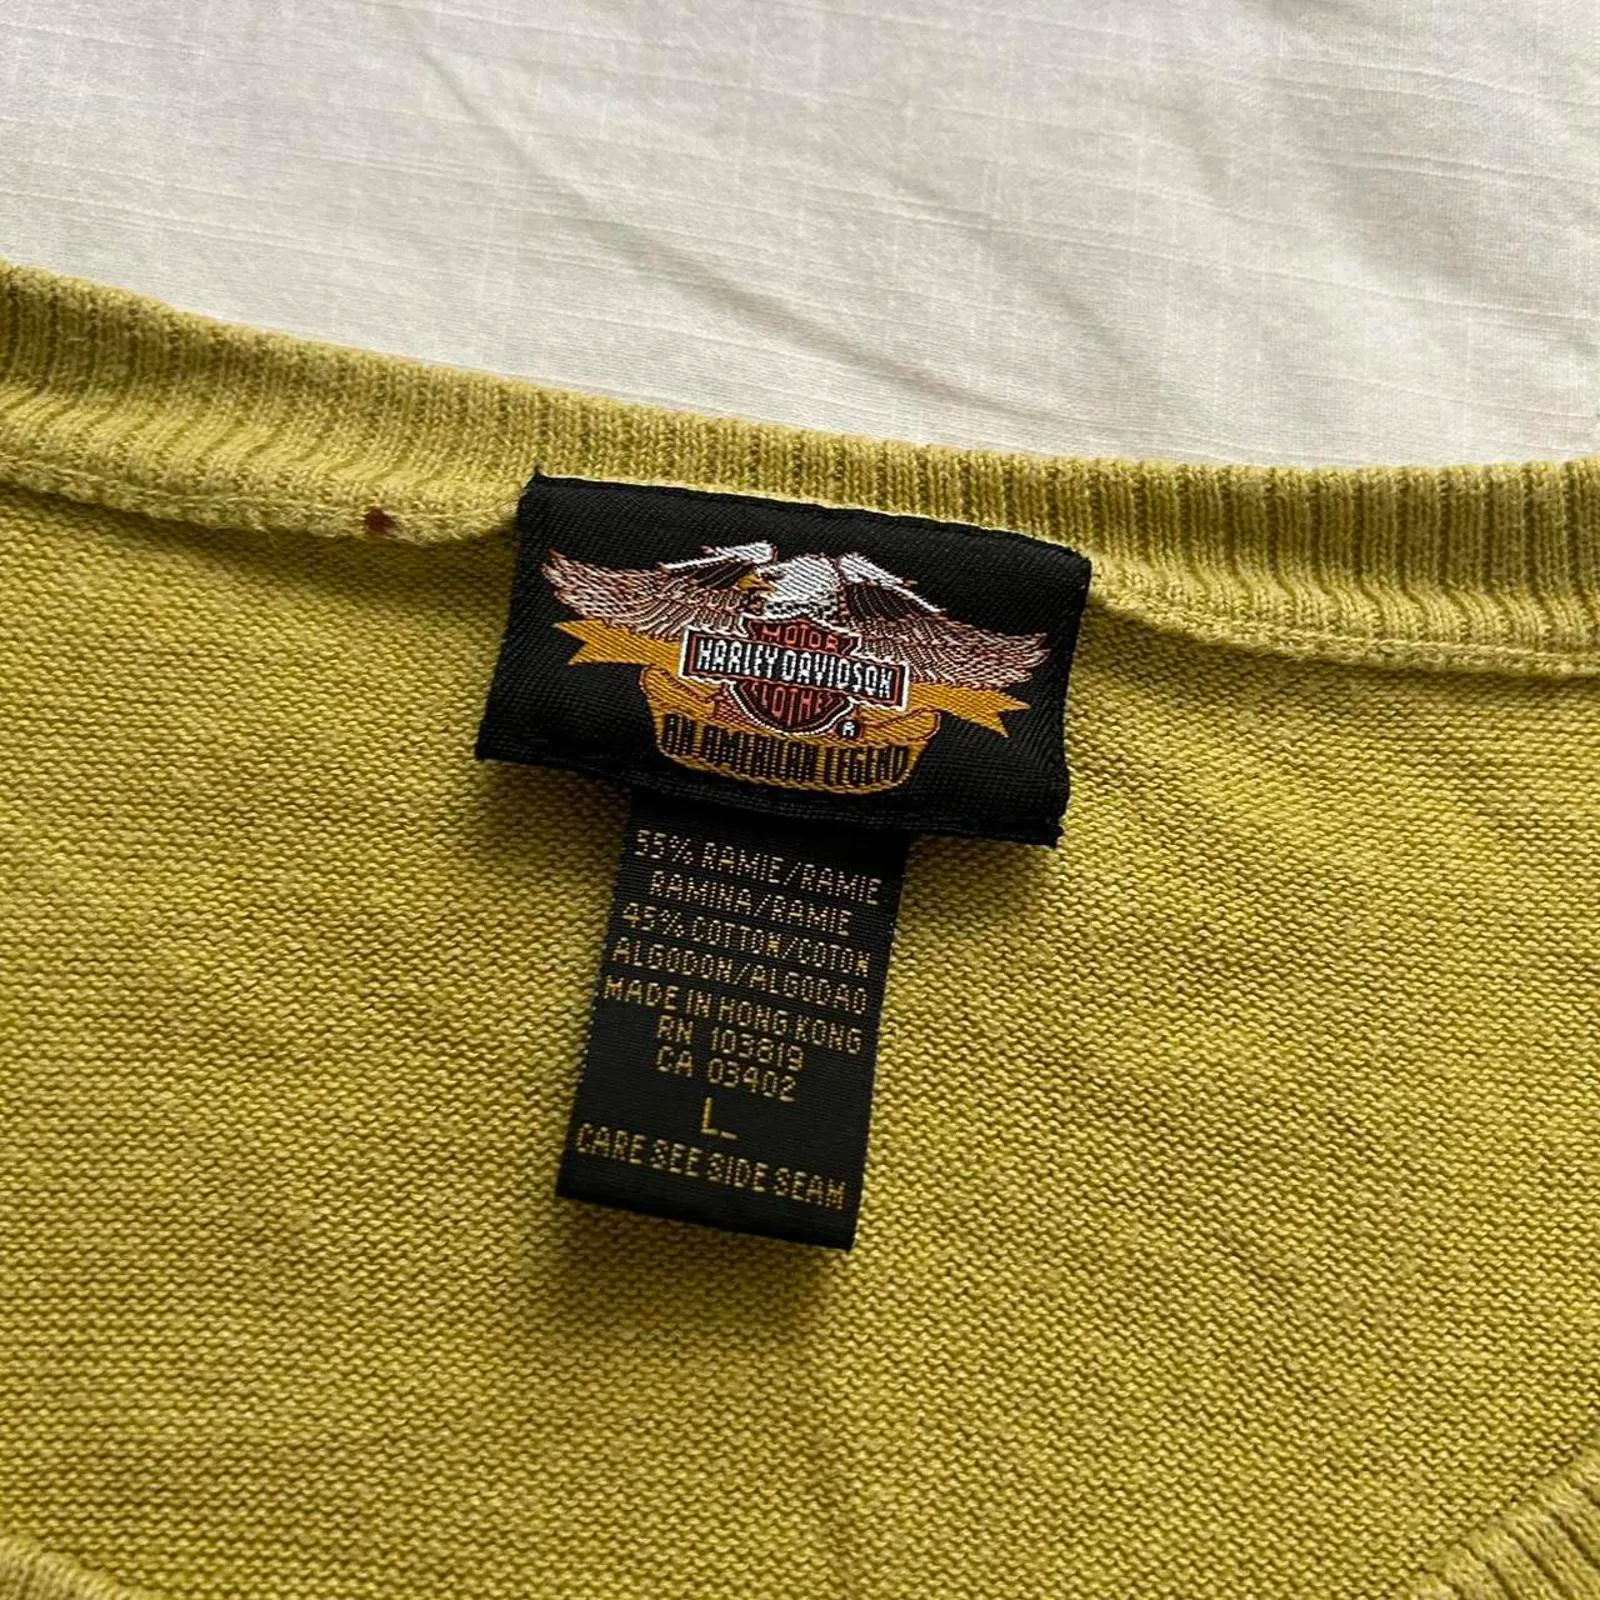 MOTOR
HARLEY-DAVIDSON
CLOTHES
®
AN AMERICAN LEGEND
55% RAMIE/RAMIE
RAMINA/RAMIE
45% COTTON/COTON
ALGODON/ALGODAO
MADE IN HONG KONG
RN 103819
CA 03402
L
CARE SEE SIDE SEAM